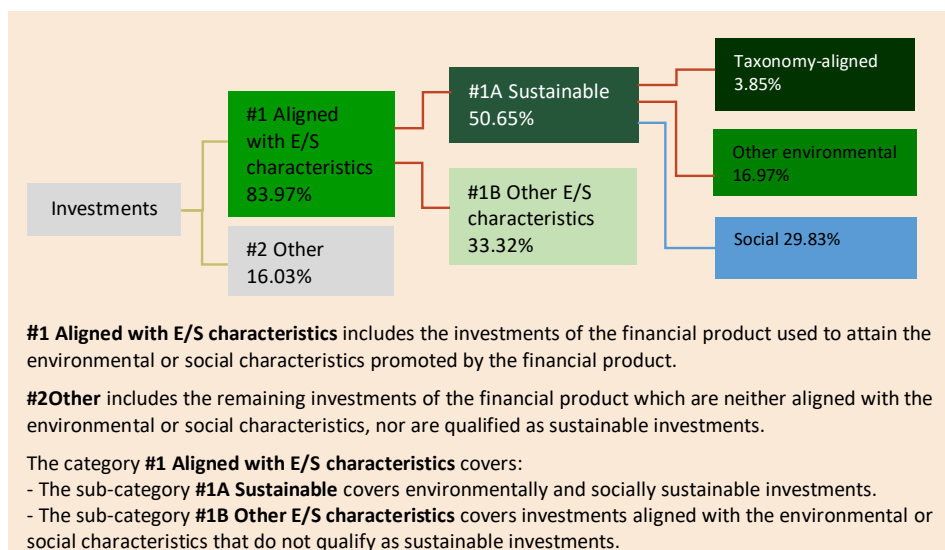 Investments
#1 Aligned
with E/S
characteristics
83.97%
#2 Other
16.03%
#1A Sustainable
50.65%
#1B Other E/S
characteristics
33.32%
Taxonomy-aligned
3.85%
Other environmental
16.97%
Social 29.83%
#1 Aligned with E/S characteristics includes the investments of the financial product used to attain the
environmental or social characteristics promoted by the financial product.
#2Other includes the remaining investments of the financial product which are neither aligned with the
environmental or social characteristics, nor are qualified as sustainable investments.
The category #1 Aligned with E/S characteristics covers:
- The sub-category #1A Sustainable covers environmentally and socially sustainable investments.
- The sub-category #1B Other E/S characteristics covers investments aligned with the environmental or
social characteristics that do not qualify as sustainable investments.